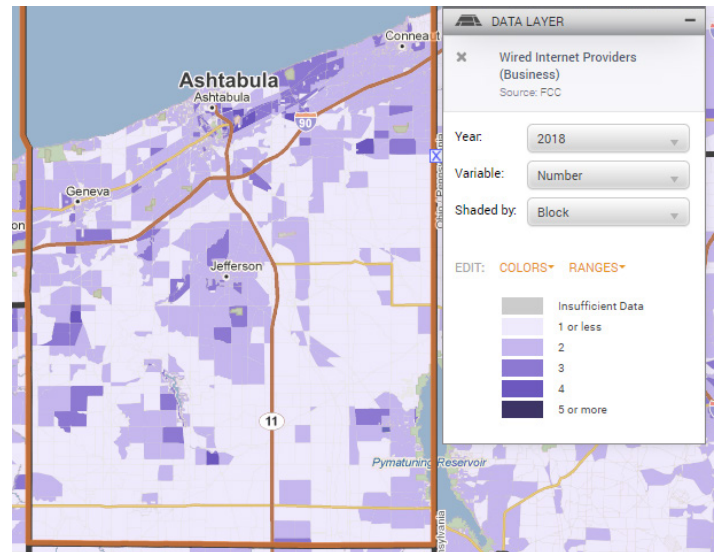 Conneaut
Ashtabula
Ashtabula
90
Geneva
Jefferson
11
Pymatuning Reservoir
DATA LAYER
Wired Internet Providers
(Business)
Source: FCC
Year:
2018
Variable:
Number
Shaded by:
Block
EDIT:
COLORS
RANGES
Insufficient Data
1 or less
2
3
4
5 or more